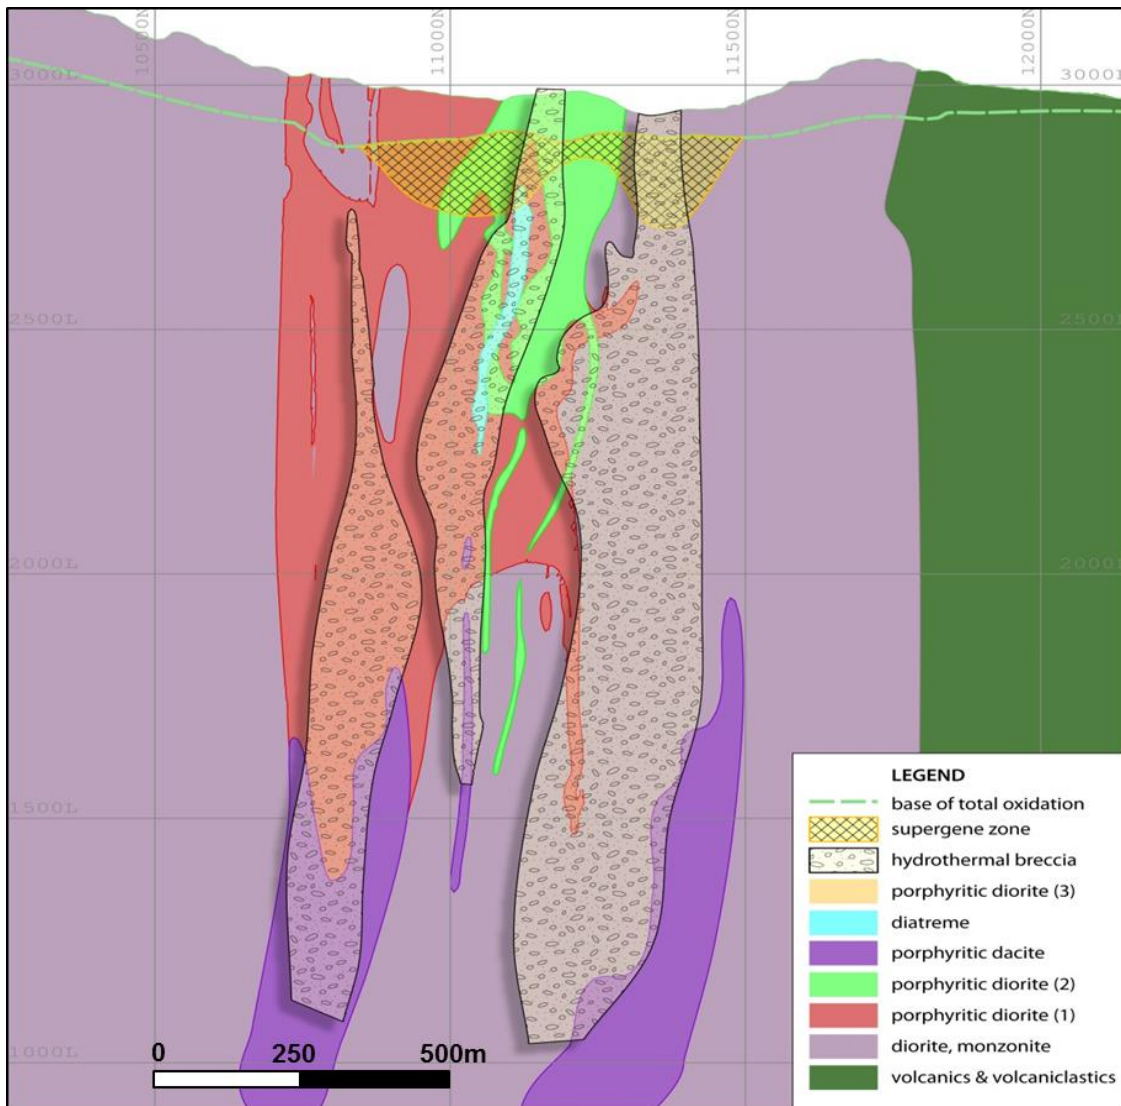 10500N
11000N
11500N
12000N
3000L
3000L
2500L
2500L
2000L
2000L
1500L
1000L
0 250 500m
LEGEND
base of total oxidation
supergene zone
hydrothermal breccia
porphyritic diorite (3)
diatreme
porphyritic dacite
porphyritic diorite (2)
porphyritic diorite (1)
diorite, monzonite
volcanics & volcaniclastics